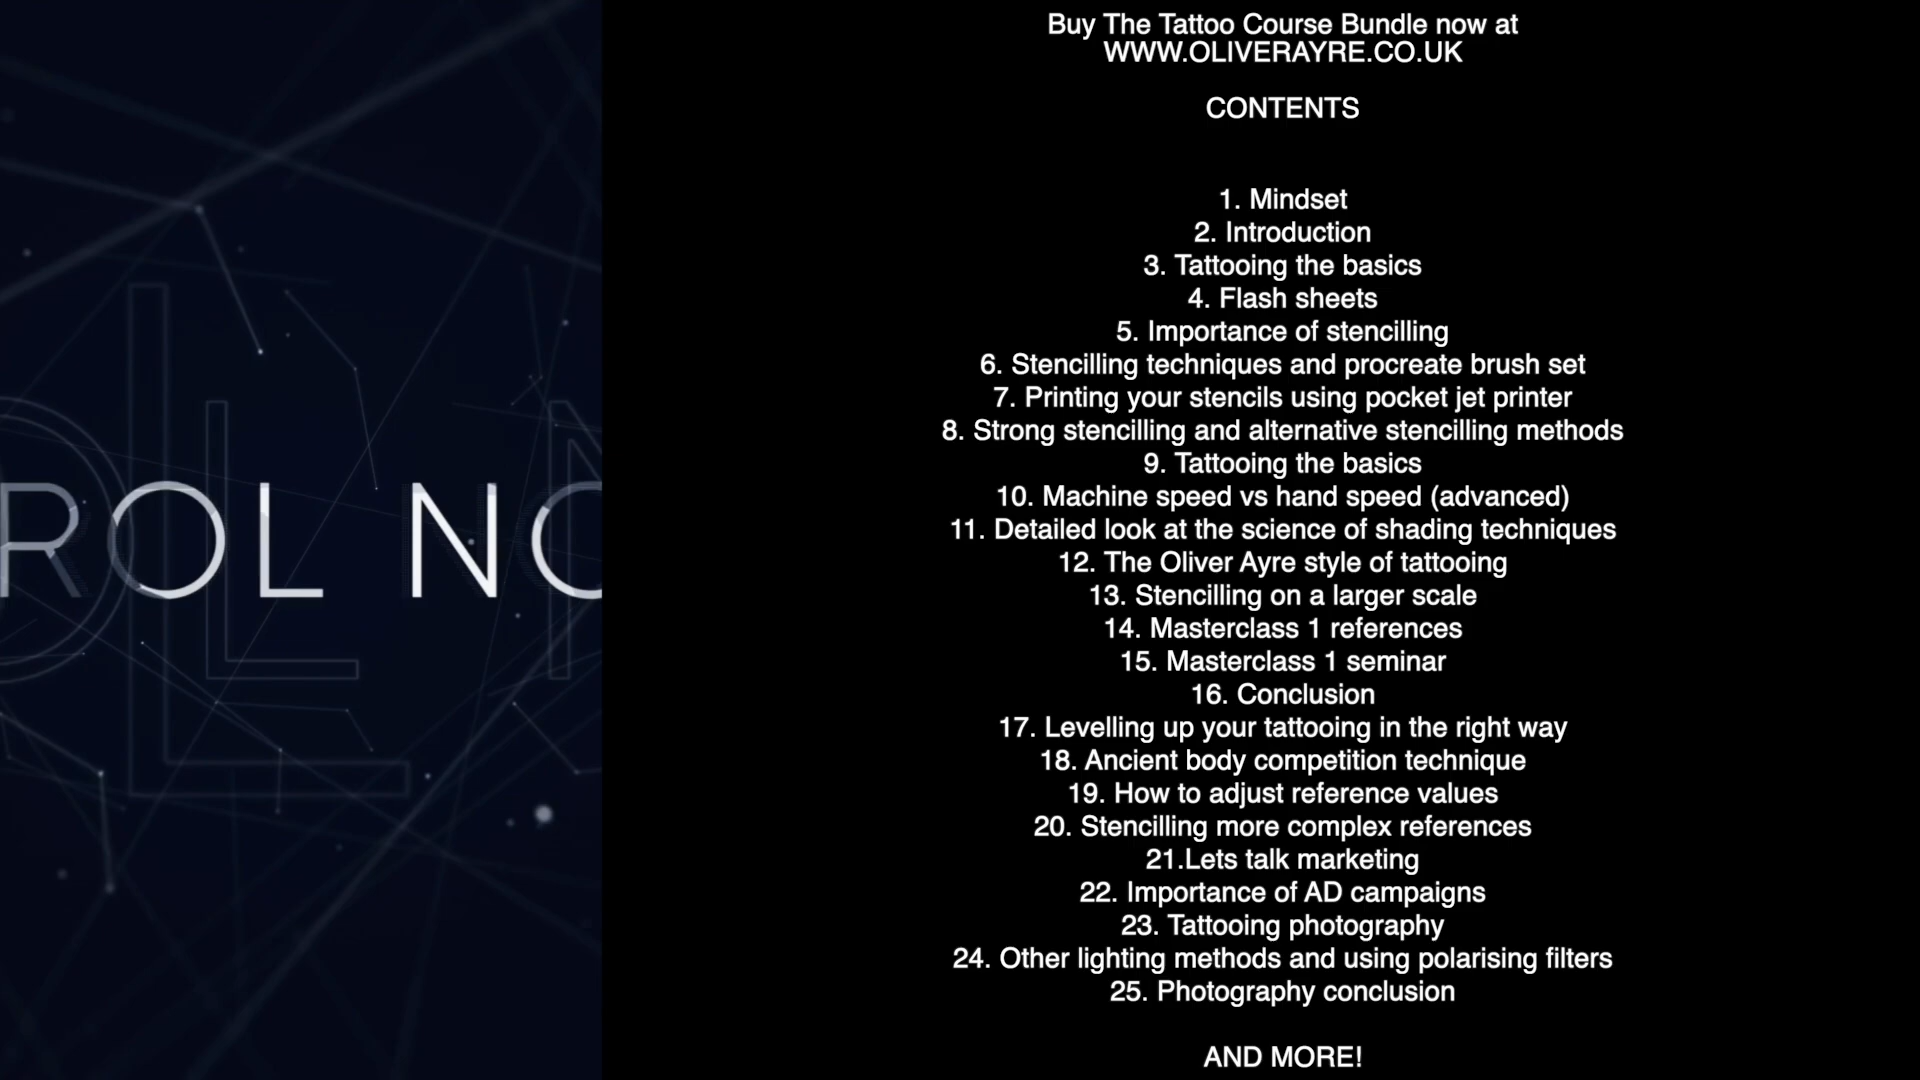 Buy The Tattoo Course Bundle now at
WWW.OLIVERAYRE.CO.UK
CONTENTS
1. Mindset
2. Introduction
3. Tattooing the basics
4. Flash sheets
5. Importance of stencilling
6. Stencilling techniques and procreate brush set
7. Printing your stencils using pocket jet printer
8. Strong stencilling and alternative stencilling methods
9. Tattooing the basics
10. Machine speed vs hand speed (advanced)
11. Detailed look at the science of shading techniques
12. The Oliver Ayre style of tattooing
13. Stencilling on a larger scale
14. Masterclass 1 references
15. Masterclass 1 seminar
16. Conclusion
17. Levelling up your tattooing in the right way
18. Ancient body competition technique
19. How to adjust reference values
20. Stencilling more complex references
21.Lets talk marketing
22. Importance of AD campaigns
23. Tattooing photography
24. Other lighting methods and using polarising filters
25. Photography conclusion
AND MORE!
ROL NO